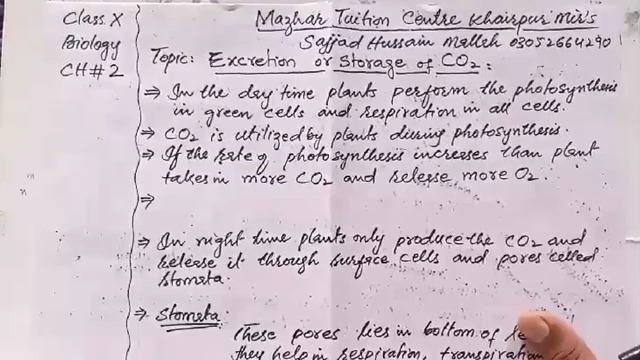 Class X
Biology
CH # 2
Mazhar Tuition Centre Khairpur Mir's
Sajjad Hussain Malleh 03052664290
Topic: Excretion or Storage of CO2:
⇒ In the day time plants perform the photosynthesis
in green cells and respiration in all cells.
⇒ CO2 is utilized by plants during photosynthesis.
⇒ If the rate of photosynthesis increases than plant
takes in more CO2 and release more O2.
⇒
⇒ In night time plants only produce the CO2 and
release it through surface cells and pores called
stomata.
⇒ Stomata:
These pores lies in bottom of
they help in respiration, transpiration